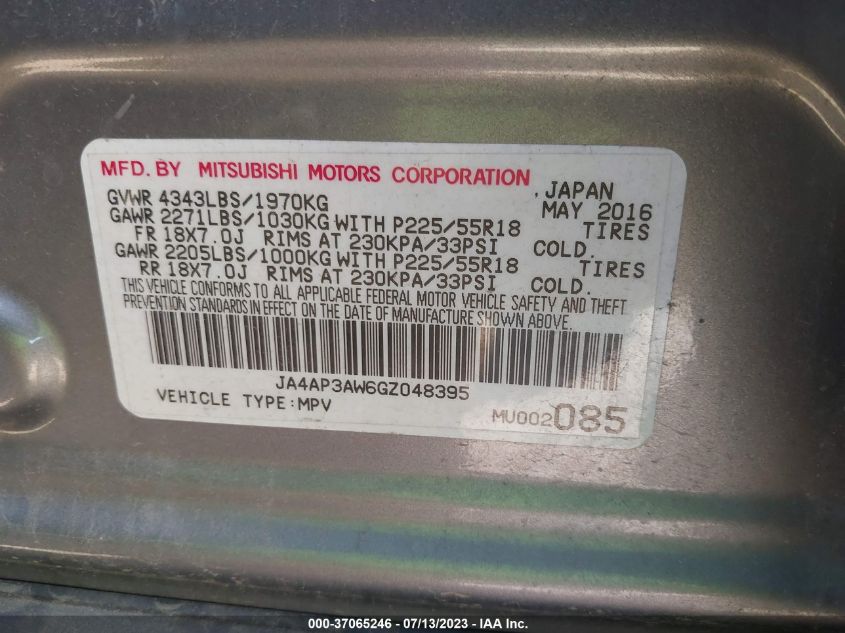 MFD. BY MITSUBISHI MOTORS CORPORATION . JAPAN
GVWR 4343LBS/1970KG MAY 2016
GAWR 2271LBS/1030KG WITH P225/55R18 TIRES
FR 18X7.0J RIMS AT 230KPA/33PSI COLD.
GAWR 2205LBS/1000KG WITH P225/55R18 TIRES
RR 18X7.0J RIMS AT 230KPA/33PSI COLD.
THIS VEHICLE CONFORMS TO ALL APPLICABLE FEDERAL MOTOR VEHICLE SAFETY AND THEFT
PREVENTION STANDARDS IN EFFECT ON THE DATE OF MANUFACTURE SHOWN ABOVE.
JA4AP3AW6GZ048395
VEHICLE TYPE:MPV
MU002085
000-37065246 - 07/13/2023 - IAA Inc.